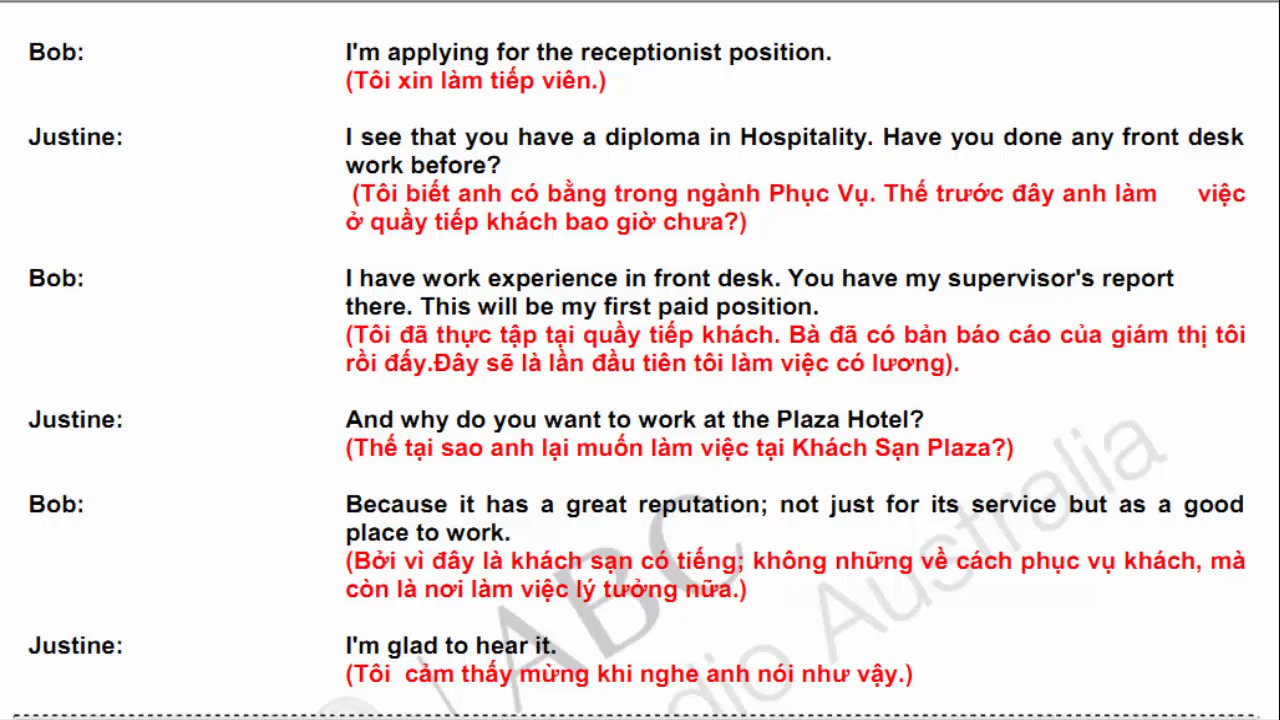 Bob: I'm applying for the receptionist position.
(Tôi xin làm tiếp viên.)
Justine: I see that you have a diploma in Hospitality. Have you done any front desk
work before?
(Tôi biết anh có bằng trong ngành Phục Vụ. Thế trước đây anh làm việc
ở quầy tiếp khách bao giờ chưa?)
Bob: I have work experience in front desk. You have my supervisor's report
there. This will be my first paid position.
(Tôi đã thực tập tại quầy tiếp khách. Bà đã có bản báo cáo của giám thị tôi
rồi đấy.Đây sẽ là lần đầu tiên tôi làm việc có lương).
Justine: And why do you want to work at the Plaza Hotel?
(Thế tại sao anh lại muốn làm việc tại Khách Sạn Plaza?)
Bob: Because it has a great reputation; not just for its service but as a good
place to work.
(Bởi vì đây là khách sạn có tiếng; không những về cách phục vụ khách, mà
còn là nơi làm việc lý tưởng nữa.)
Justine: I'm glad to hear it.
(Tôi cảm thấy mừng khi nghe anh nói như vậy.)
ABC
Australia